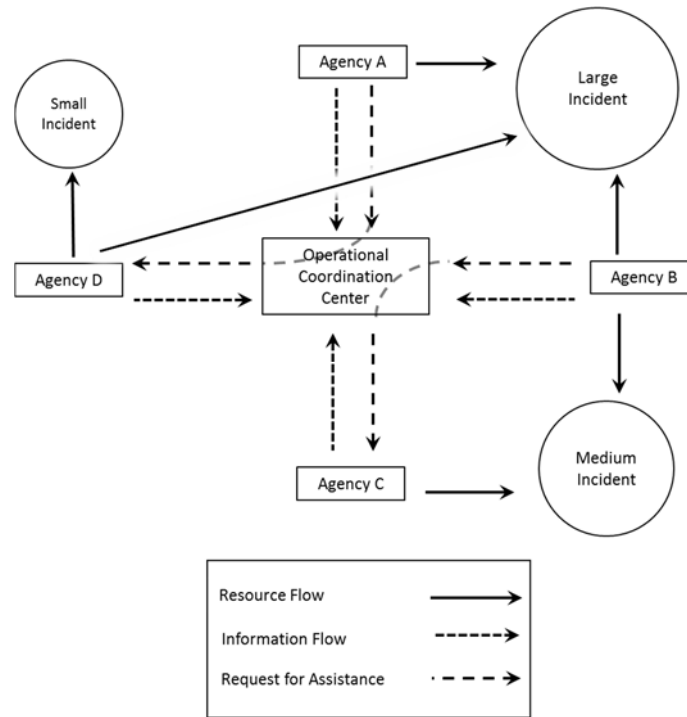 Agency A
Large
Incident
Small
Incident
Operational
Coordination
Center
Agency D
Agency B
Medium
Incident
Agency C
Resource Flow
Information Flow
Request for Assistance